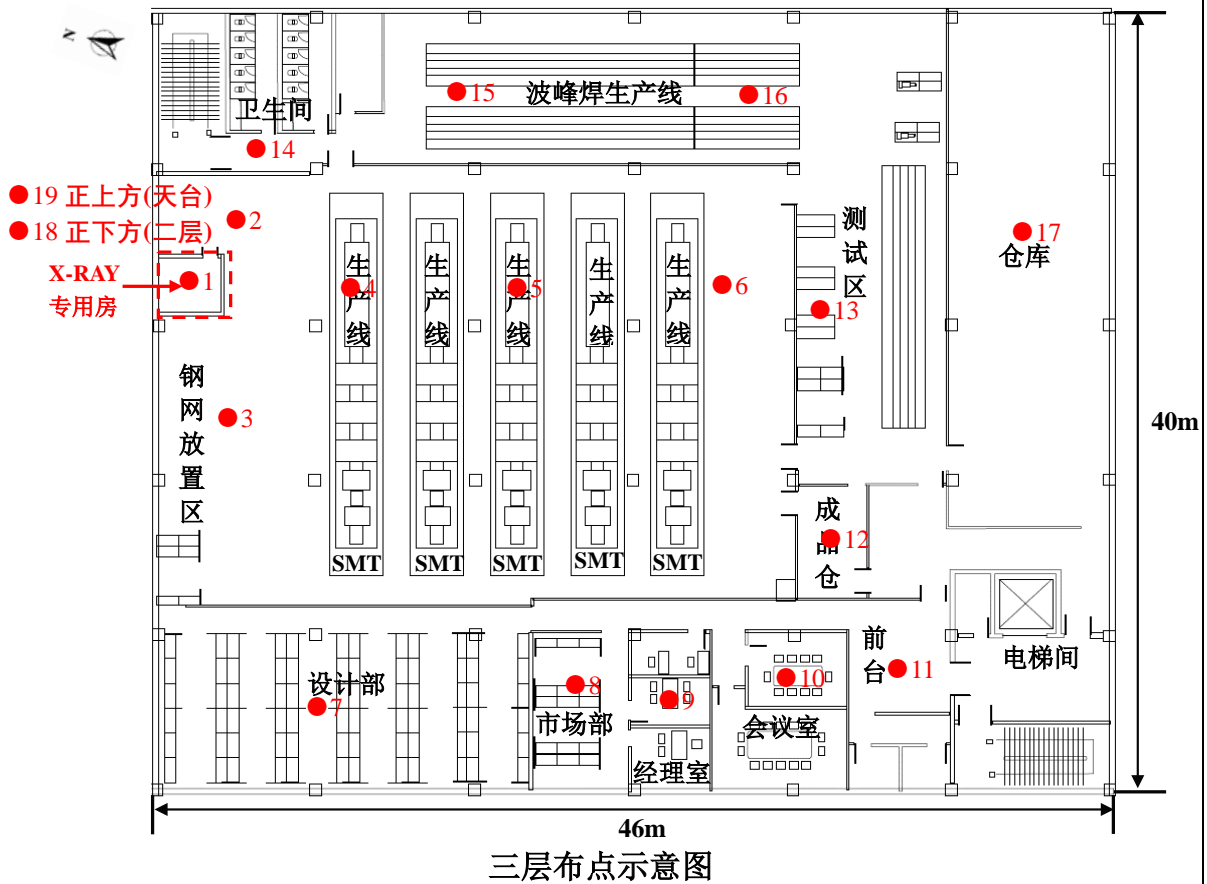 N
15
波峰焊生产线
16
卫生间
14
19 正上方(天台)
18 正下方(二层)
2
X-RAY
专用房
1
生产线
4
生产线
生产线
5
生产线
生产线
6
测试区
13
17
仓库
钢网放置区
3
40m
成品仓
12
SMT
SMT
SMT
SMT
SMT
设计部
7
8
市场部
9
经理室
10
会议室
前台
11
电梯间
46m
三层布点示意图